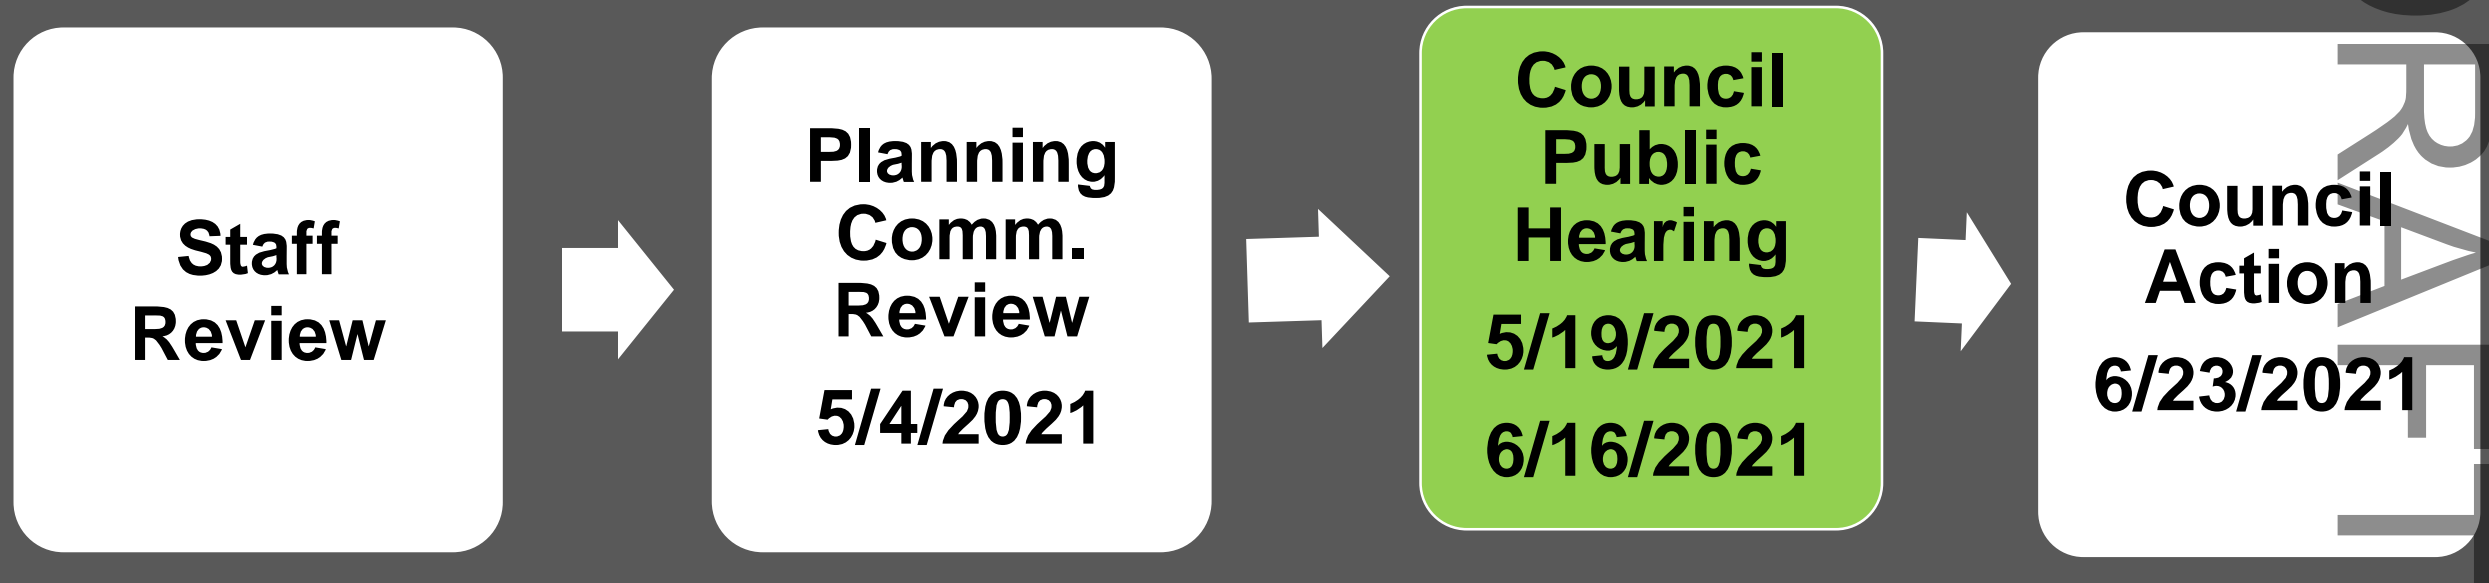 Staff
Review
Planning
Comm.
Review
5/4/2021
Council
Public
Hearing
5/19/2021
6/16/2021
Council
Action
6/23/2021